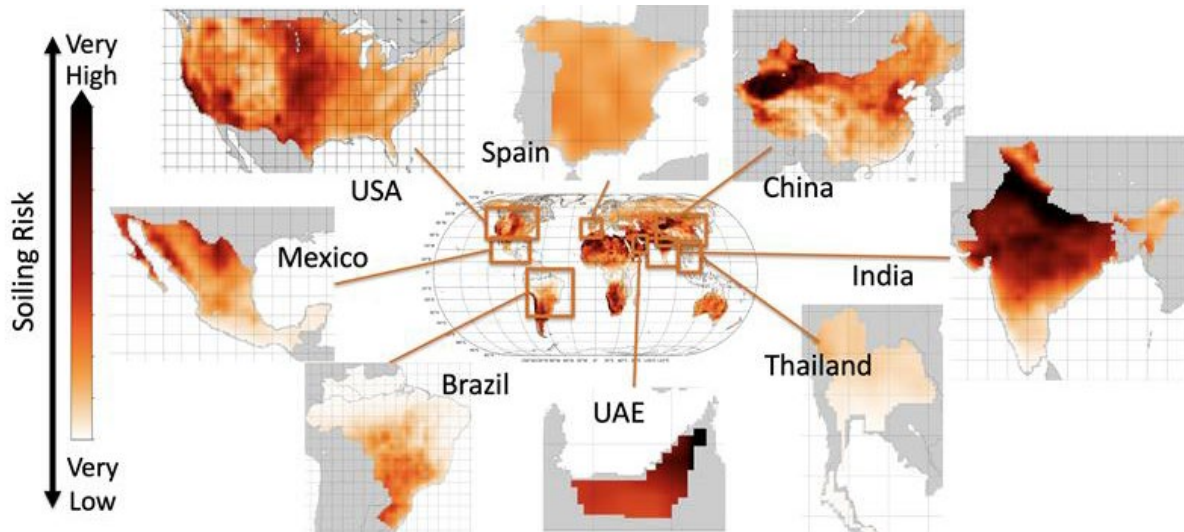 Very
High
Soiling Risk
Very
Low
USA
Spain
China
Mexico
India
Brazil
UAE
Thailand